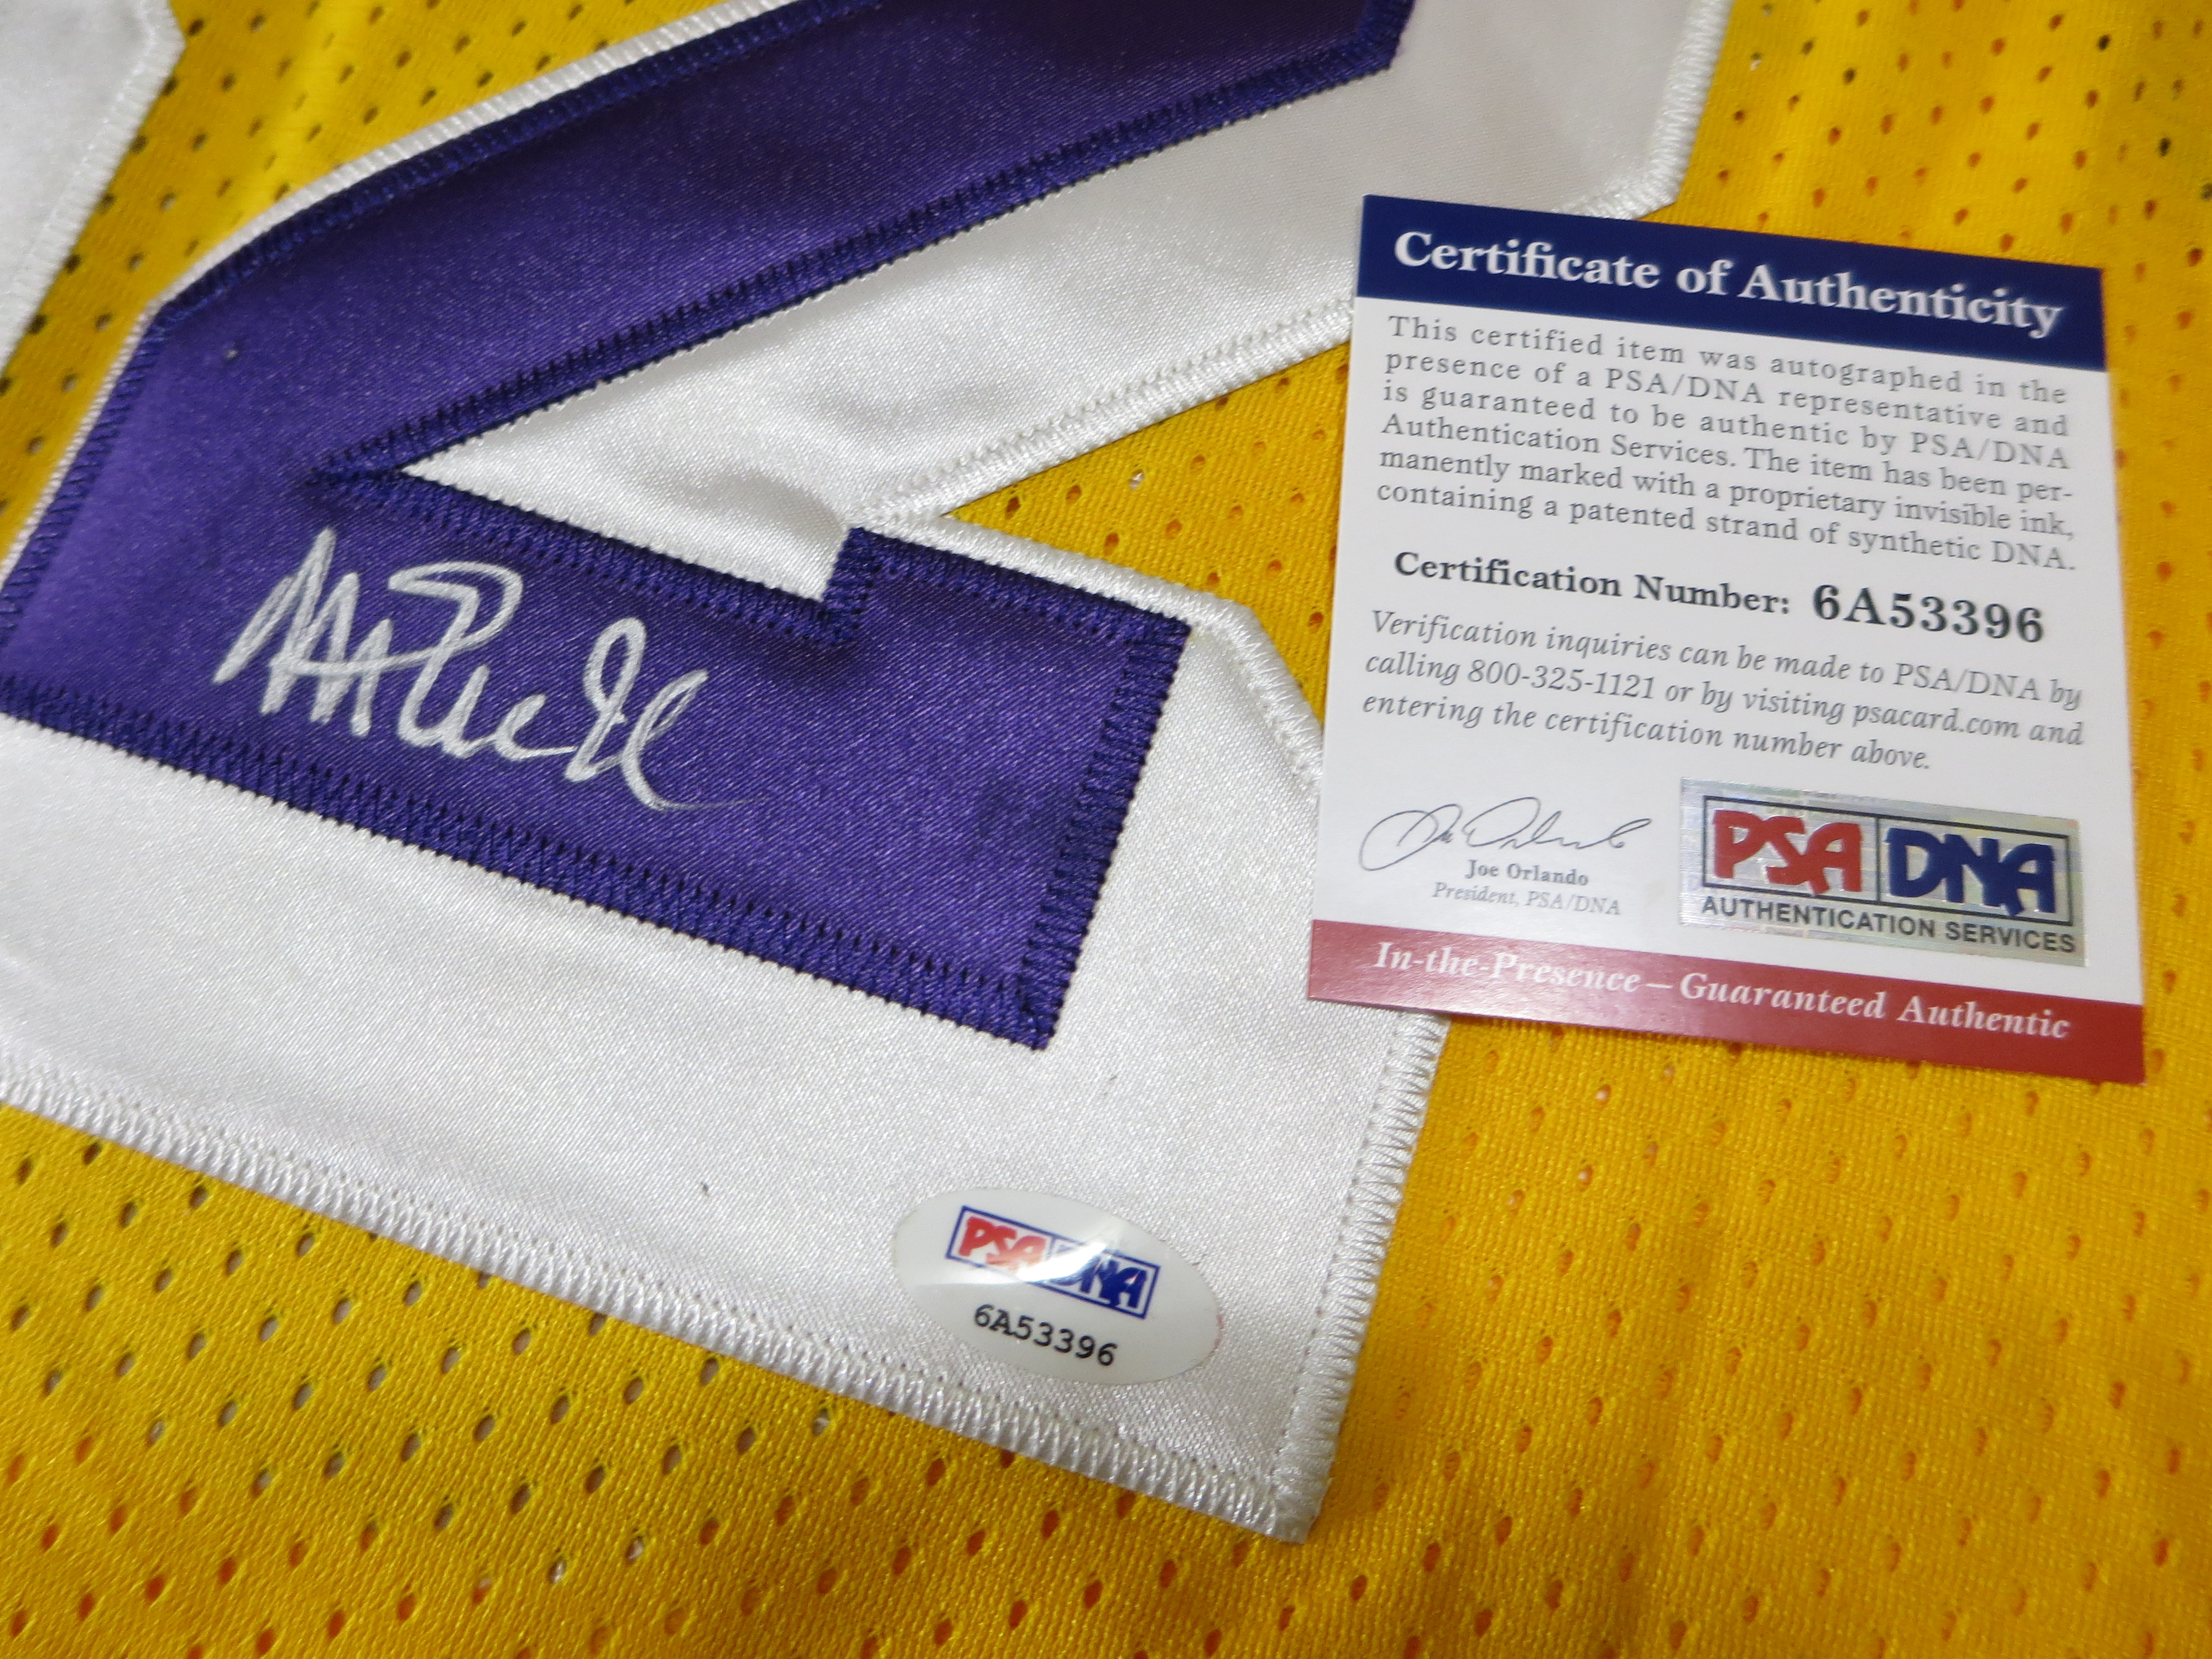 Certificate of Authenticity
This certified item was autographed in the
presence of a PSA/DNA representative and
is guaranteed to be authentic by PSA/DNA
Authentication Services. The item has been per-
manently marked with a proprietary invisible ink,
containing a patented strand of synthetic DNA.
Certification Number: 6A53396
Verification inquiries can be made to PSA/DNA by
calling 800-325-1121 or by visiting psacard.com and
entering the certification number above.
Joe Orlando
President, PSA/DNA
PSA DNA
AUTHENTICATION SERVICES
In-the-Presence – Guaranteed Authentic
PSA DNA
6A53396